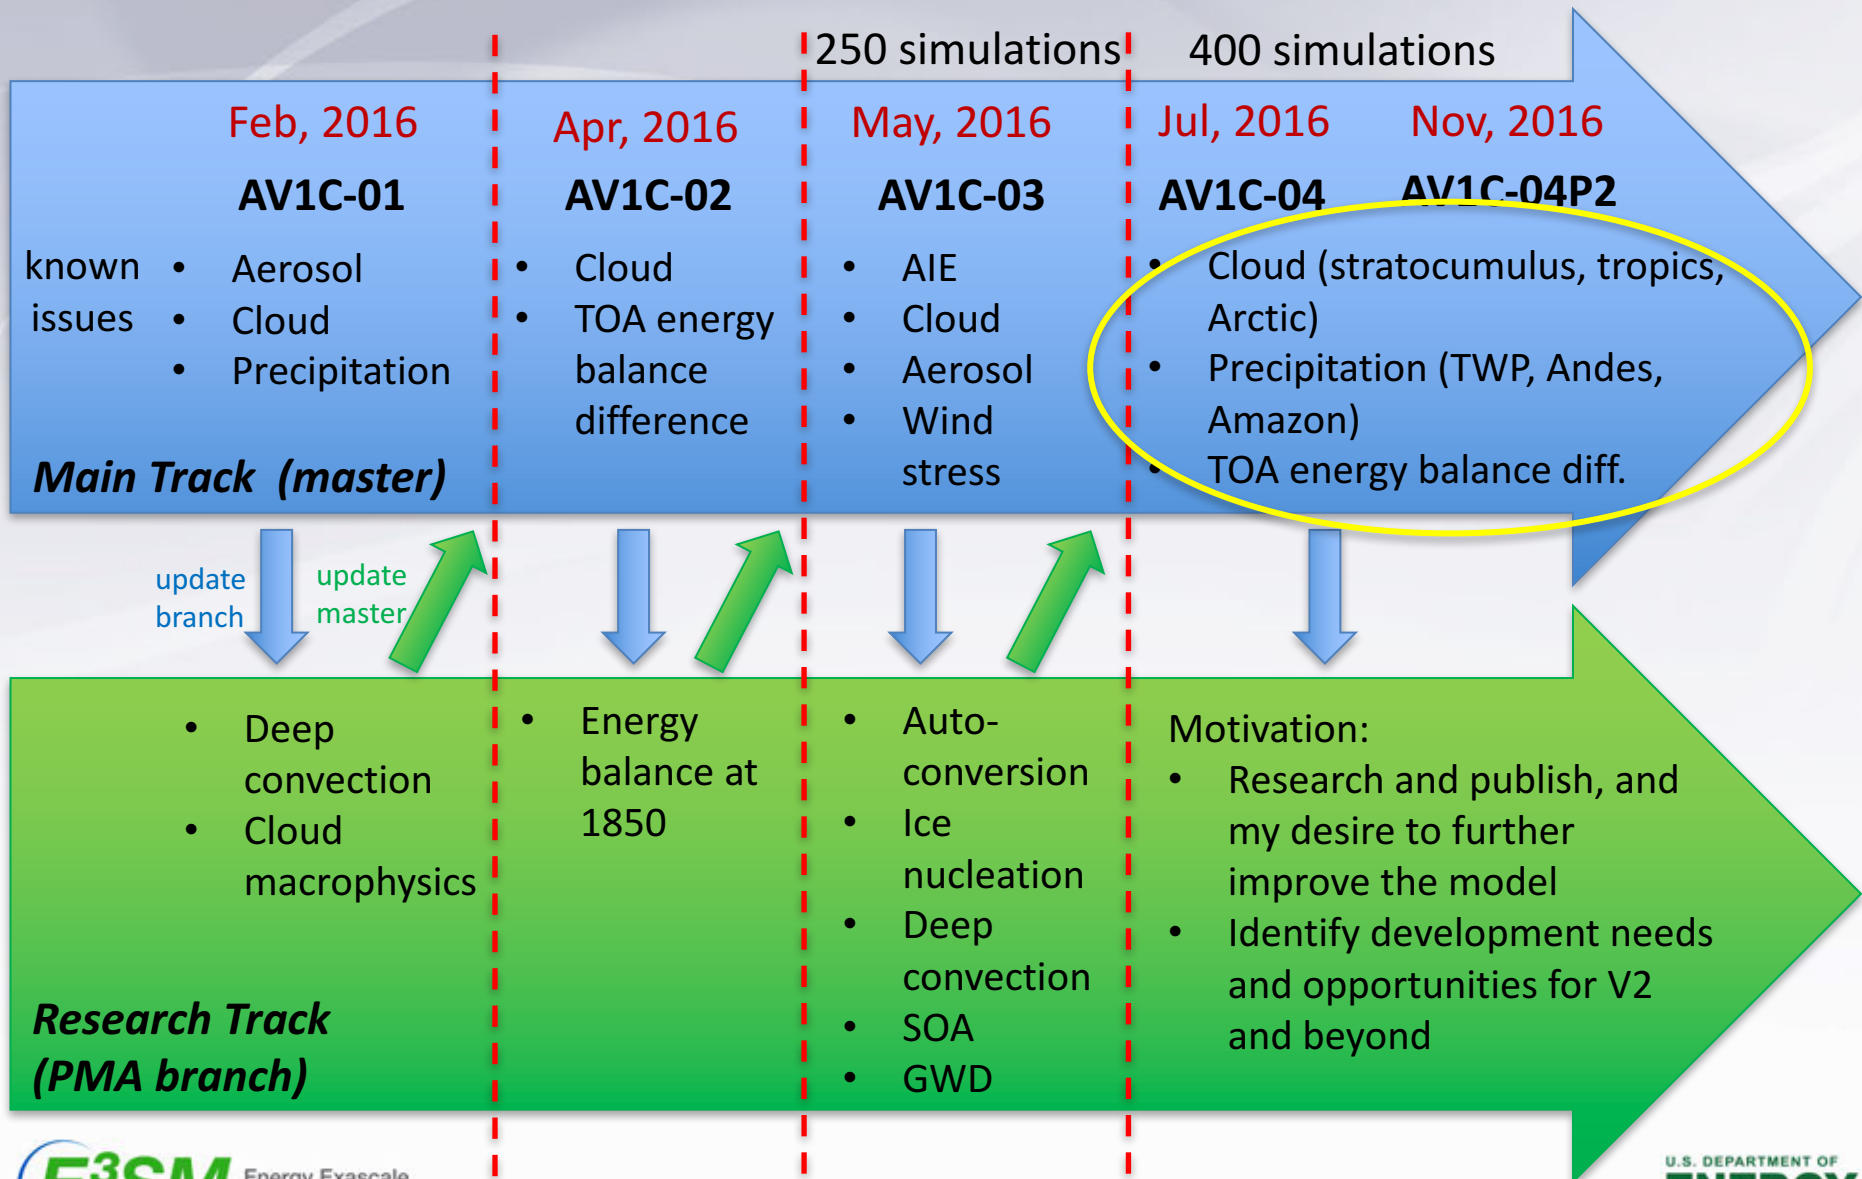 250 simulations
400 simulations
Feb, 2016
Apr, 2016
May, 2016
Jul, 2016
Nov, 2016
AV1C-01
AV1C-02
AV1C-03
AV1C-04
AV1C-04P2
known
issues
• Aerosol
• Cloud
• Precipitation
• Cloud
• TOA energy
balance
difference
• AIE
• Cloud
• Aerosol
• Wind
stress
• Cloud (stratocumulus, tropics,
Arctic)
• Precipitation (TWP, Andes,
Amazon)
• TOA energy balance diff.
Main Track (master)
update
branch
update
master
• Deep
convection
• Cloud
macrophysics
• Energy
balance at
1850
• Auto-
conversion
• Ice
nucleation
• Deep
convection
• SOA
• GWD
Motivation:
• Research and publish, and
my desire to further
improve the model
• Identify development needs
and opportunities for V2
and beyond
Research Track
(PMA branch)
E³SM
Energy Exascale
U.S. DEPARTMENT OF
ENERGY